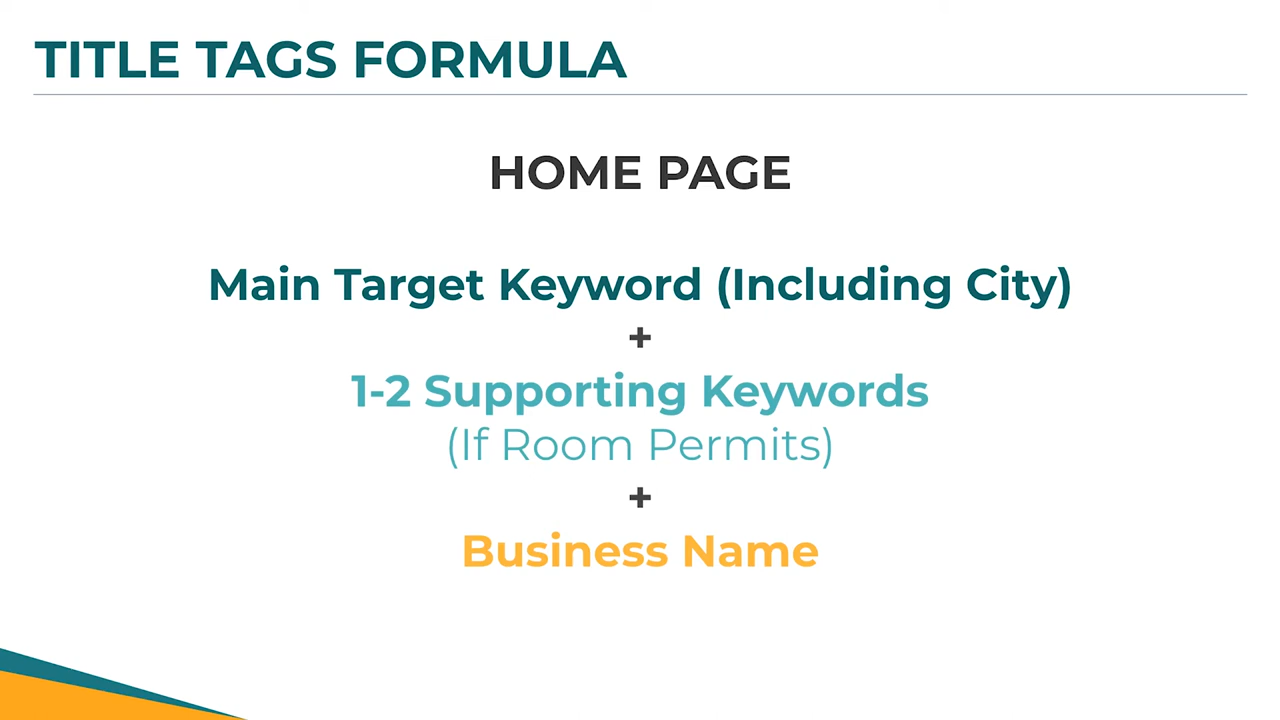 TITLE TAGS FORMULA
HOME PAGE
Main Target Keyword (Including City)
+
1-2 Supporting Keywords
(If Room Permits)
+
Business Name